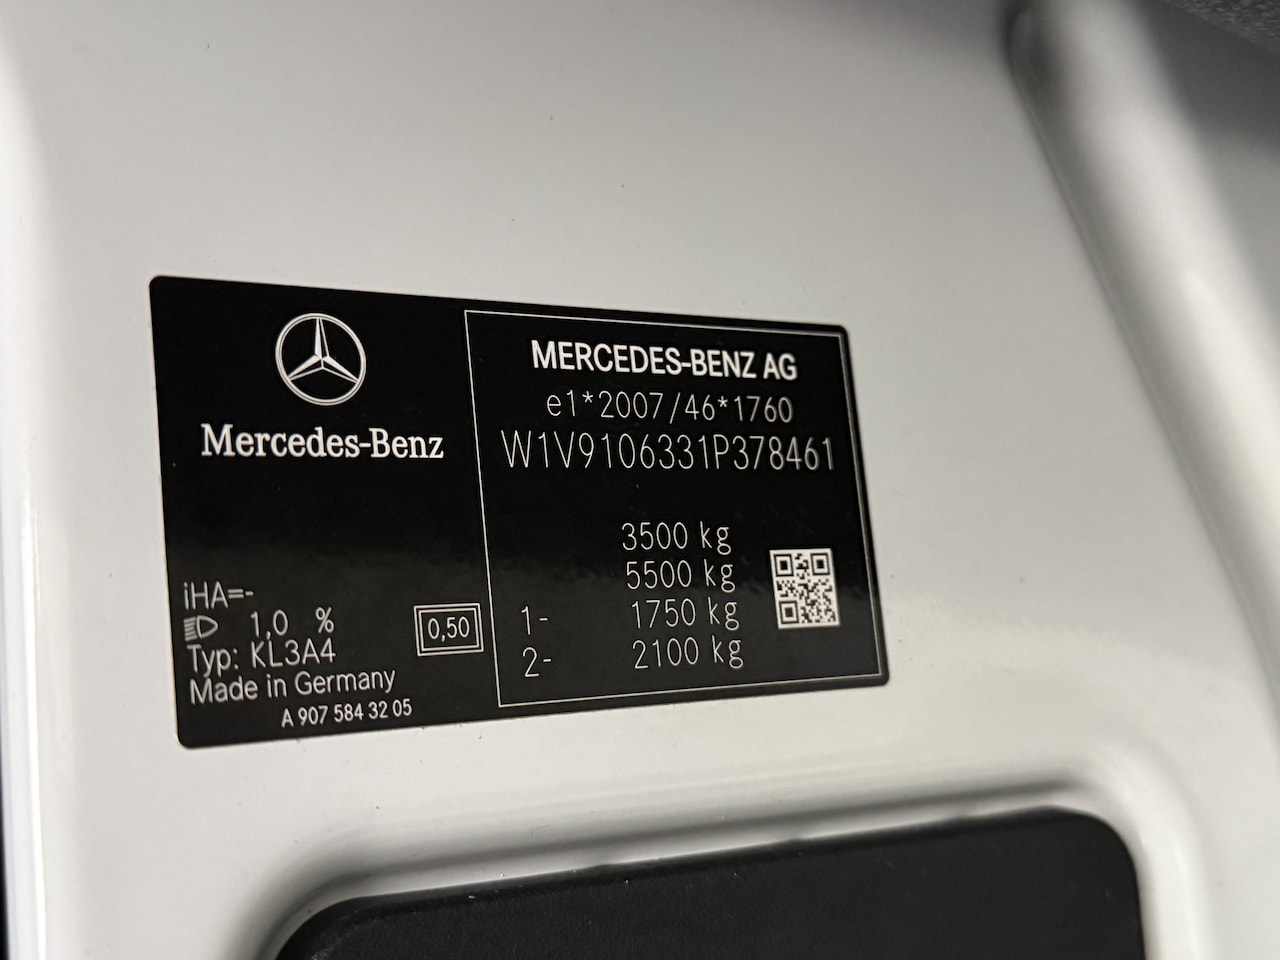 Mercedes-Benz
iHA=-
1,0 %
Typ: KL3A4
Made in Germany
A 907 584 32 05
0,50
MERCEDES-BENZ AG
e1*2007/46*1760
W1V9106331P378461
3500 kg
5500 kg
1- 1750 kg
2- 2100 kg